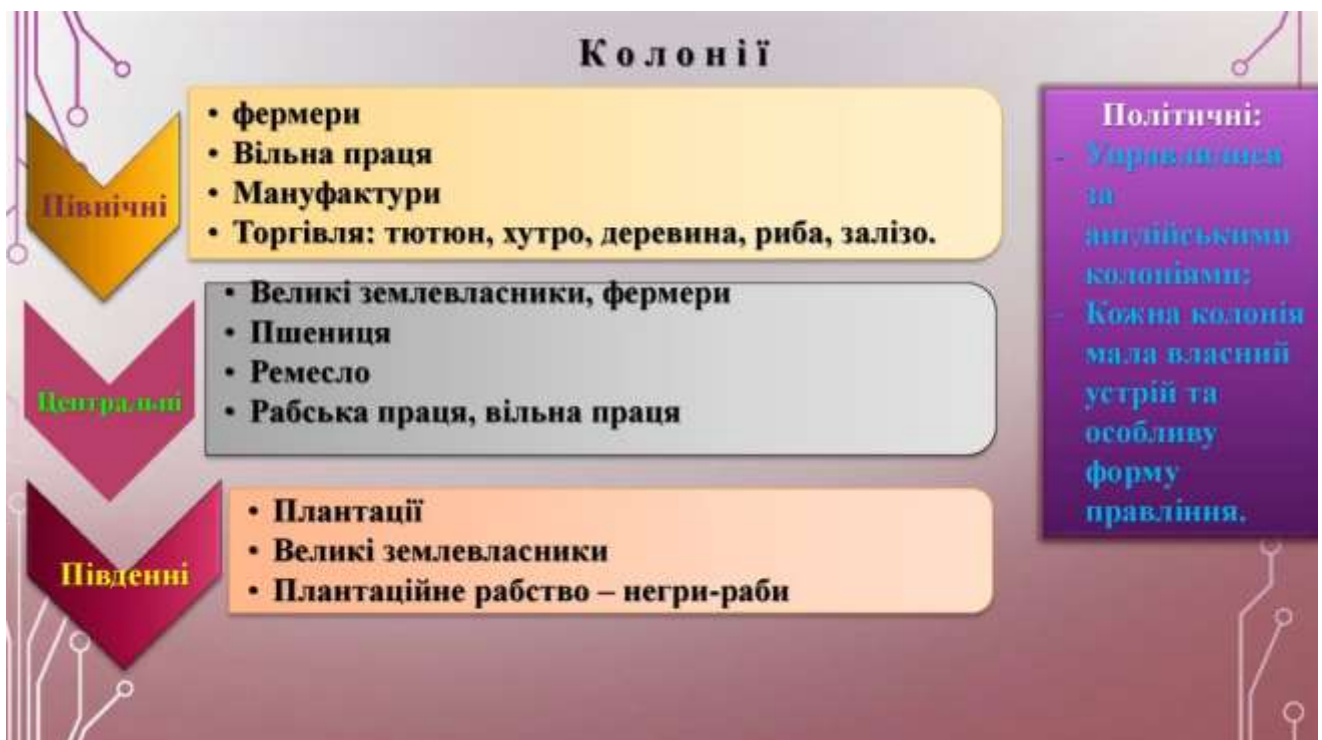 Колонії
Північні
• фермери
• Вільна праця
• Мануфактури
• Торгівля: тютюн, хутро, деревина, риба, залізо.
Центральні
• Великі землевласники, фермери
• Пшениця
• Ремесло
• Рабська праця, вільна праця
Південні
• Плантації
• Великі землевласники
• Плантаційне рабство – негри-раби
Політичні:
- Управлялися
за
англійськими
колоніями;
- Кожна колонія
мала власний
устрій та
особливу
форму
правління.